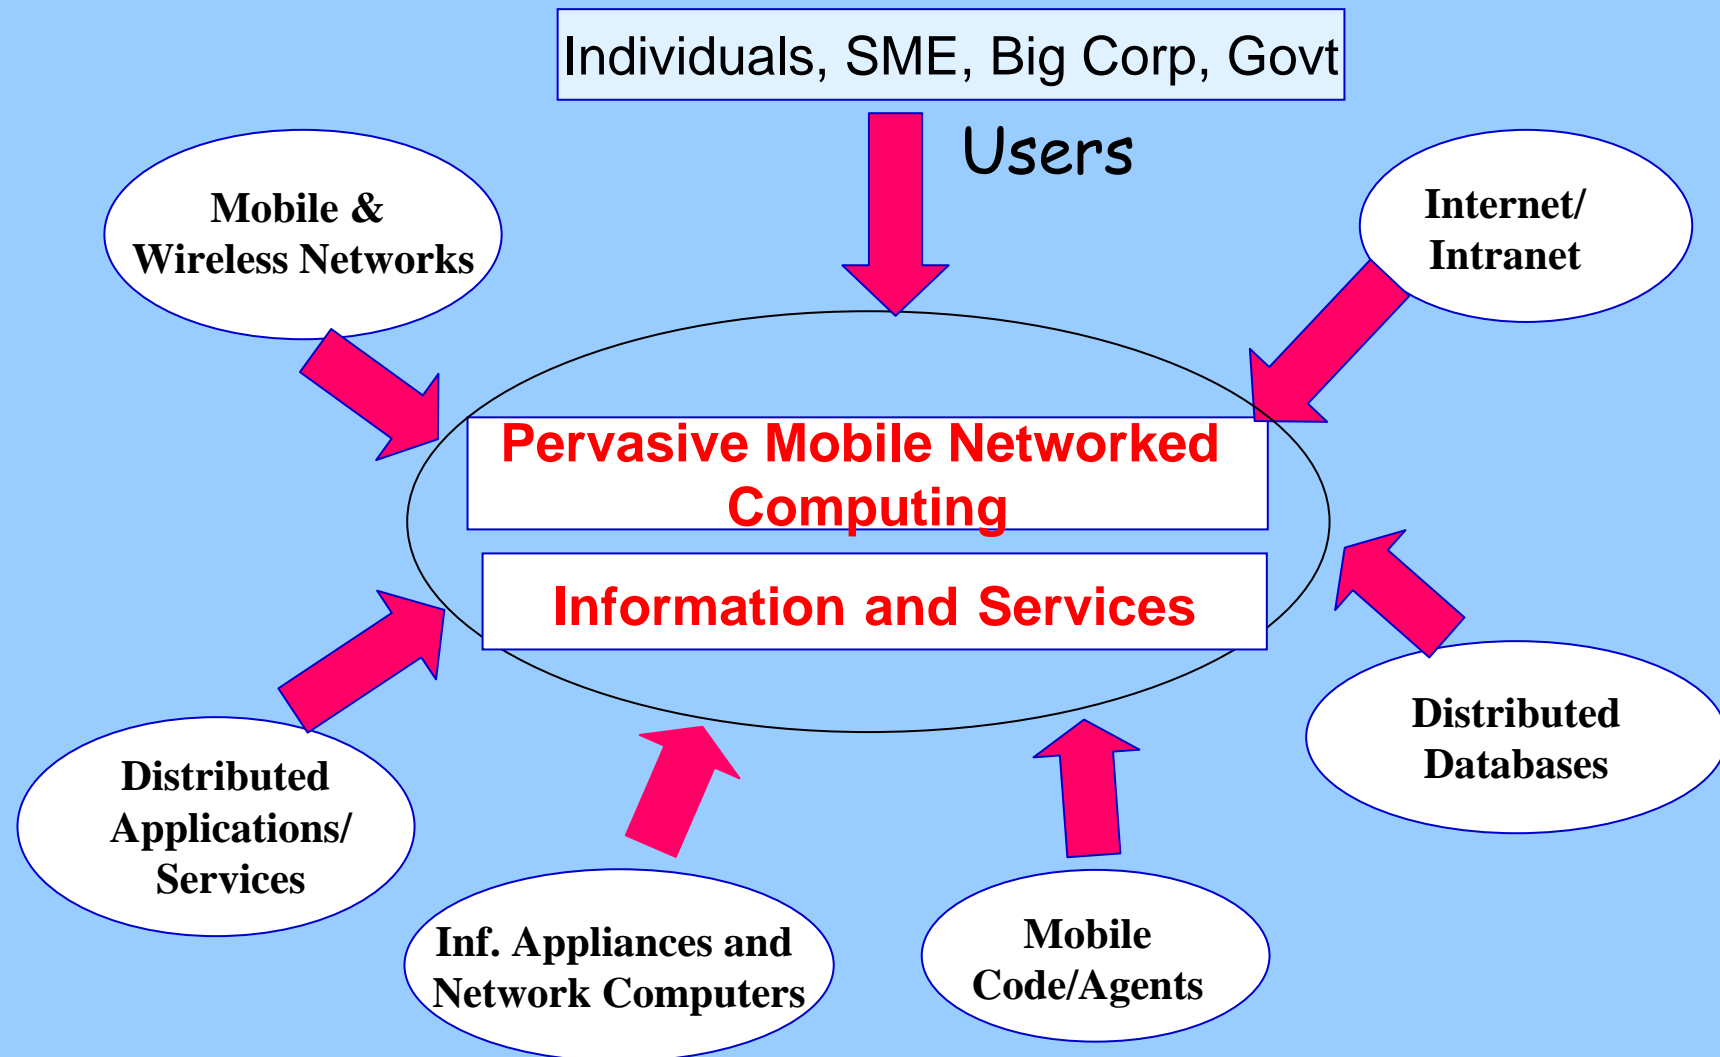 Individuals, SME, Big Corp, Govt
Users
Mobile &
Wireless Networks
Internet/
Intranet
Pervasive Mobile Networked
Computing
Information and Services
Distributed
Databases
Distributed
Applications/
Services
Inf. Appliances and
Network Computers
Mobile
Code/Agents